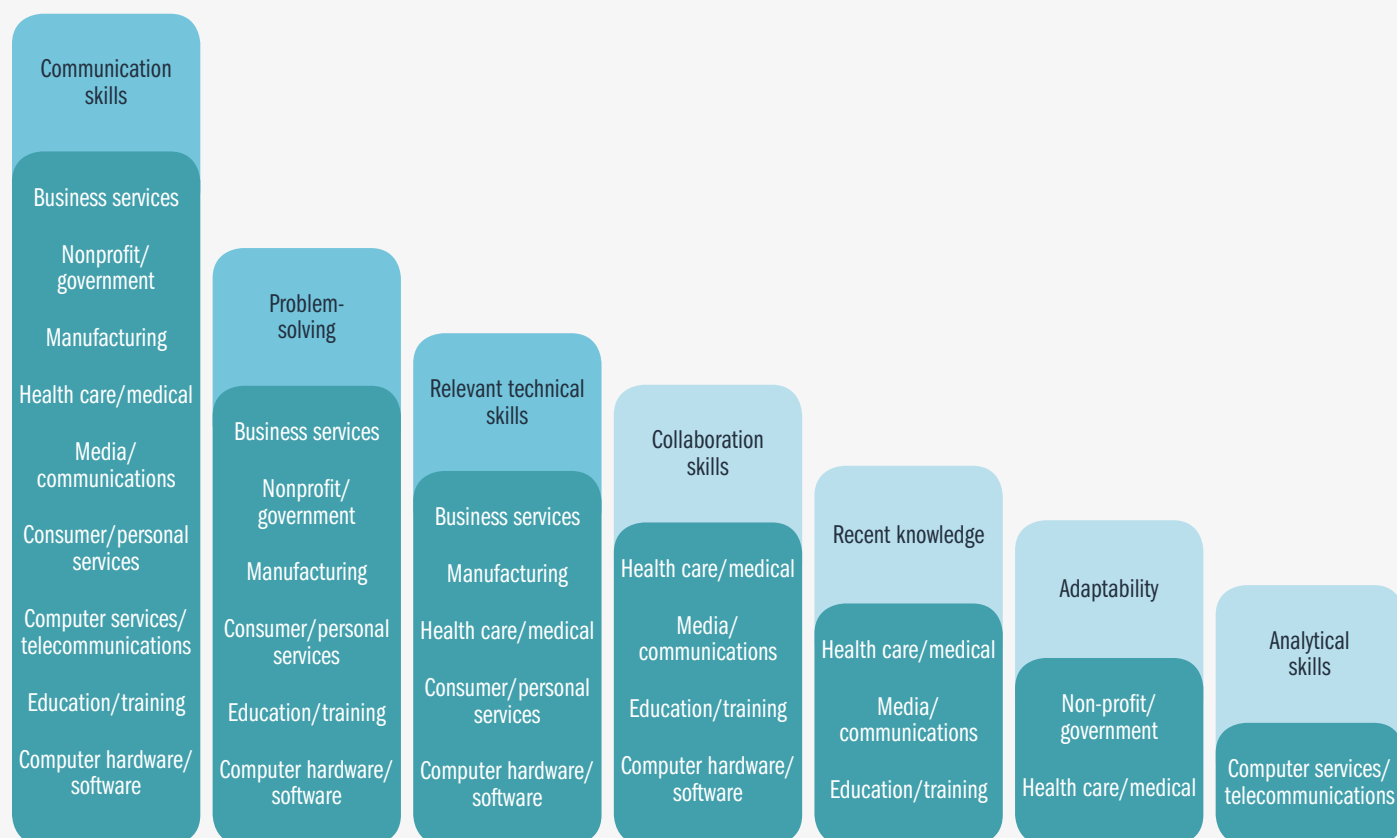 Communication
skills
Business services
Nonprofit/
government
Manufacturing
Health care/medical
Media/
communications
Consumer/personal
services
Computer services/
telecommunications
Education/training
Computer hardware/
software
Problem-
solving
Business services
Nonprofit/
government
Manufacturing
Consumer/personal
services
Education/training
Computer hardware/
software
Relevant technical
skills
Business services
Manufacturing
Health care/medical
Consumer/personal
services
Computer hardware/
software
Collaboration
skills
Health care/medical
Media/
communications
Education/training
Computer hardware/
software
Recent knowledge
Health care/medical
Media/
communications
Education/training
Adaptability
Non-profit/
government
Health care/medical
Analytical
skills
Computer services/
telecommunications